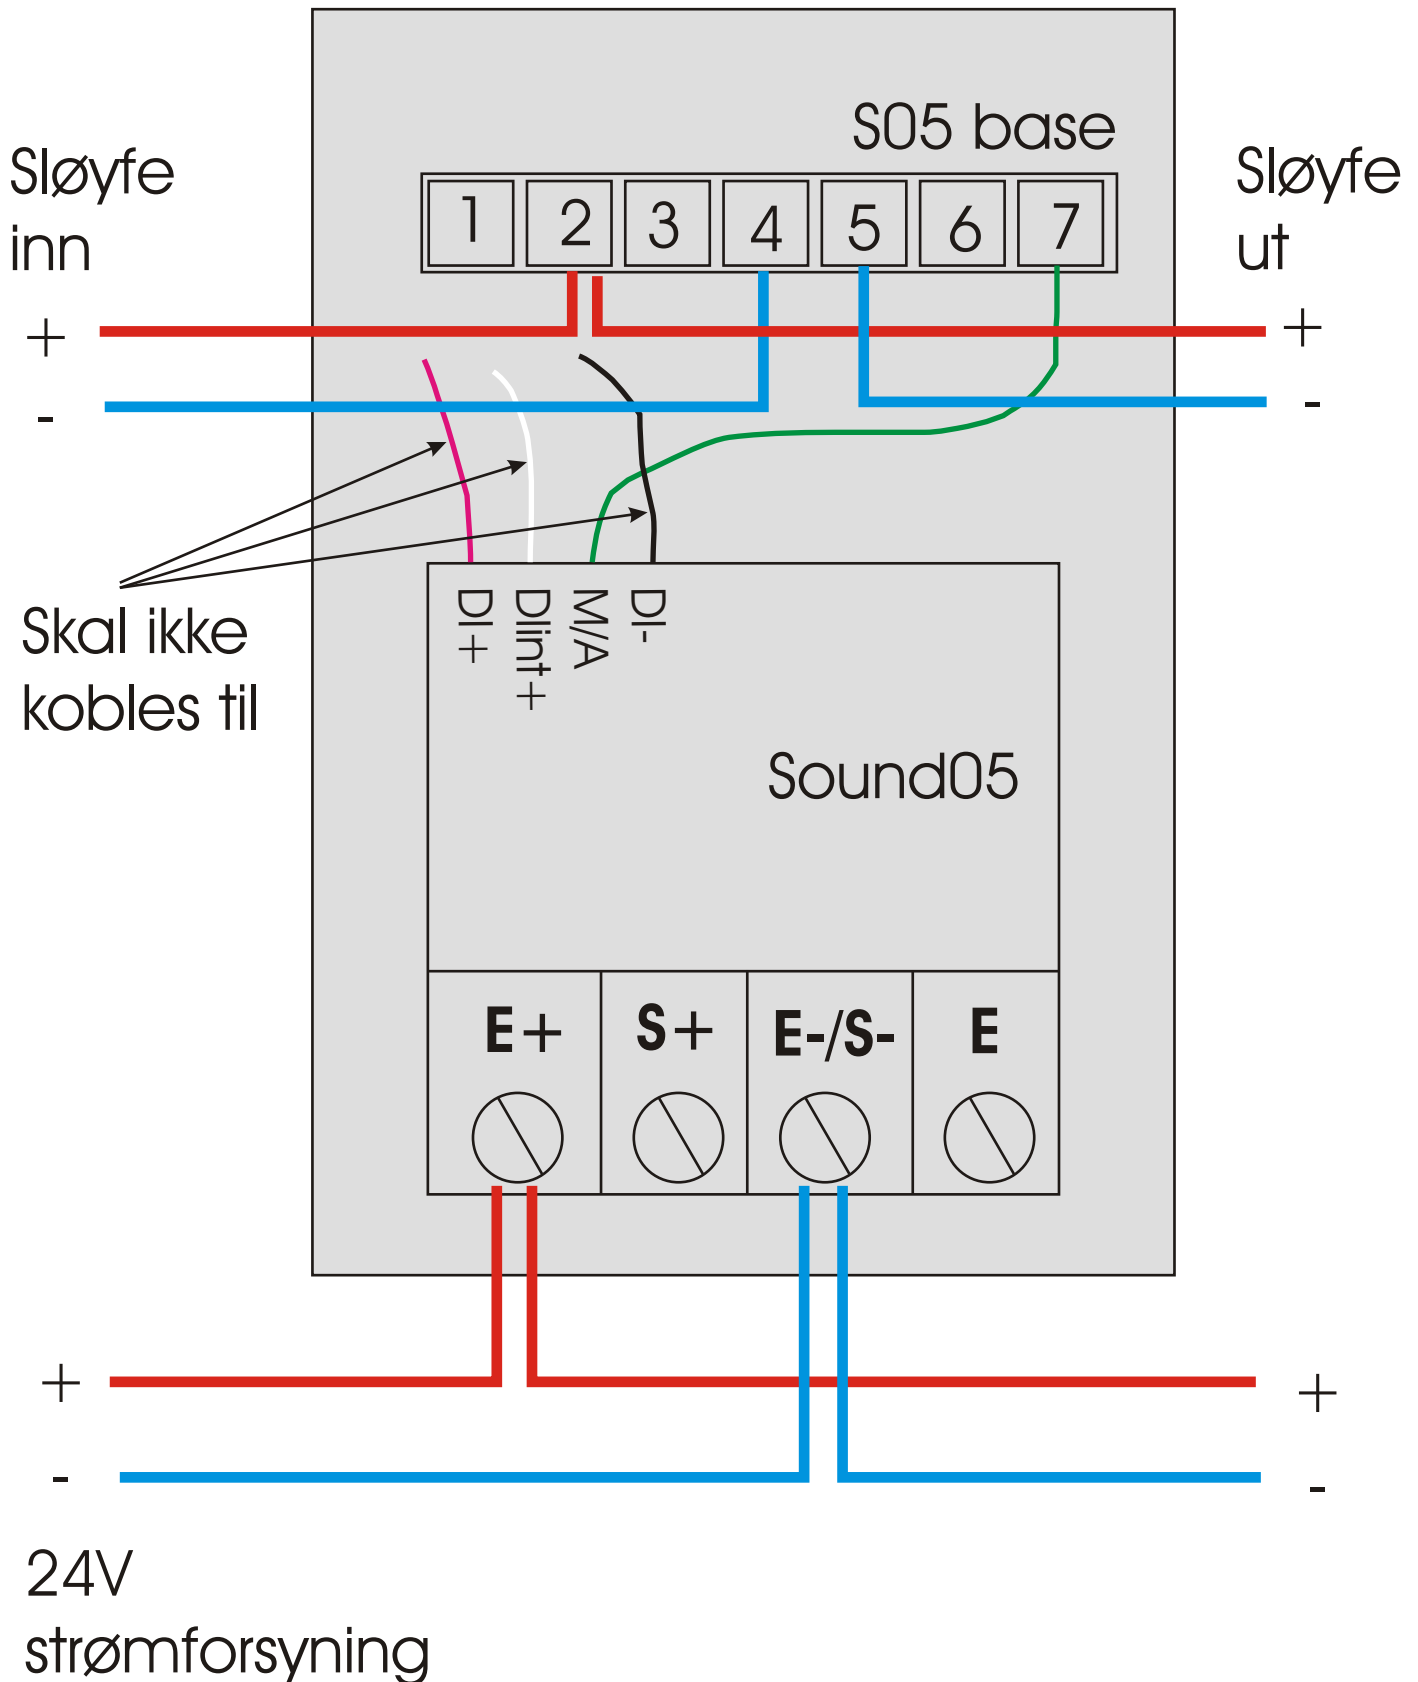 S05 base
Sløyfe
inn
Sløyfe
ut
1 2 3 4 5 6 7
+
-
+
-
Skal ikke
kobles til
DI+
DIint+
M/A
DI-
Sound05
E+
S+
E-/S-
E
+
-
+
-
24V
strømforsyning